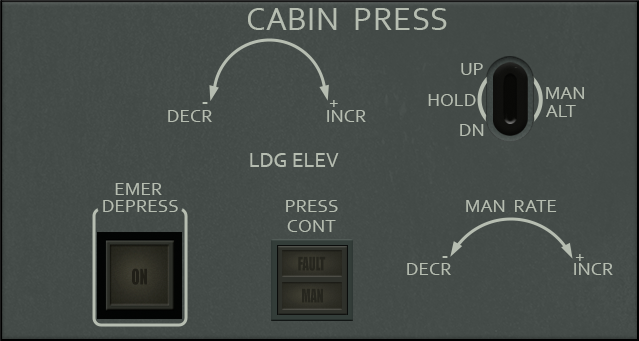 CABIN PRESS
UP
HOLD
DN
MAN
ALT
-
DECR
+
INCR
LDG ELEV
EMER
DEPRESS
ON
PRESS
CONT
FAULT
MAN
MAN RATE
-
DECR
+
INCR